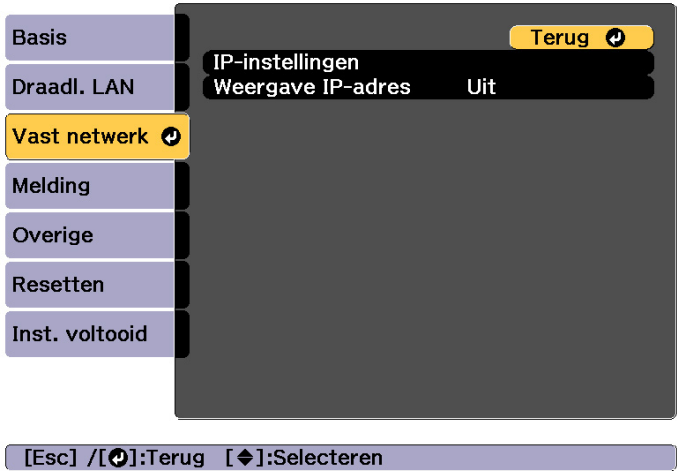 Basis
Draadl. LAN
Vast netwerk
Melding
Overige
Resetten
Inst. voltooid
Terug
IP-instellingen
Weergave IP-adres Uit
[Esc] /[⏎]:Terug [◆]:Selecteren